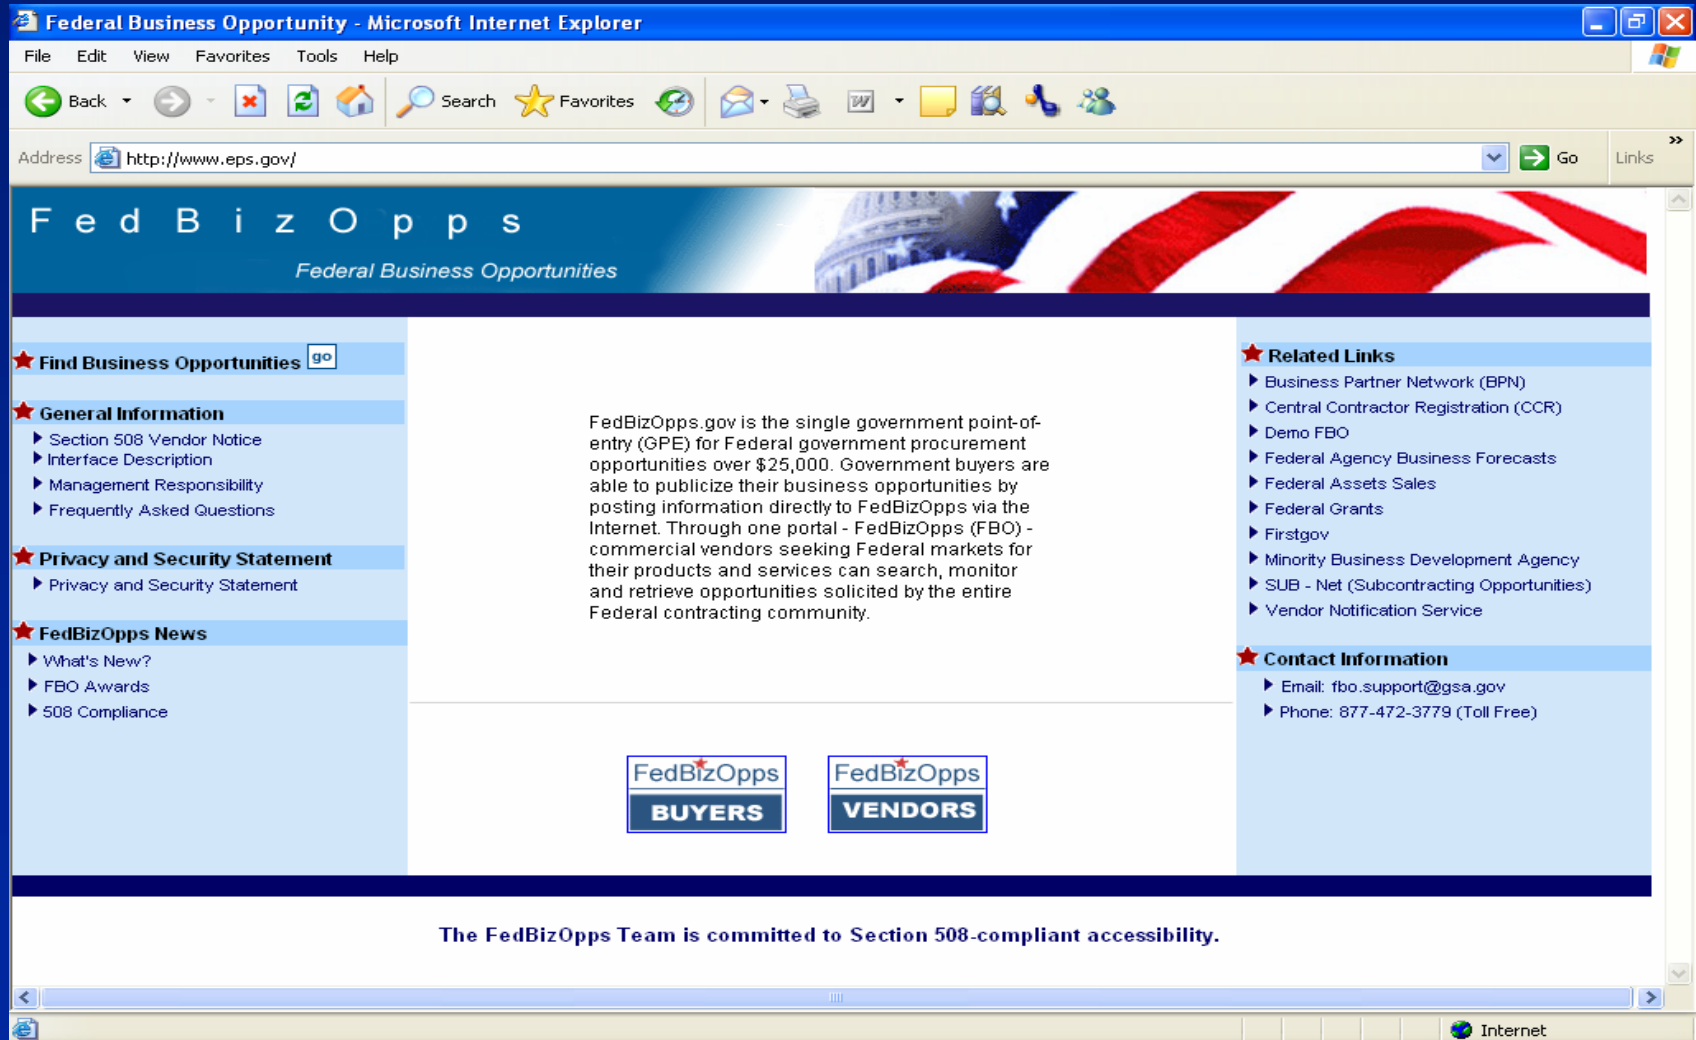 Federal Business Opportunity - Microsoft Internet Explorer
File Edit View Favorites Tools Help
Back Search Favorites
Address http://www.eps.gov/ Go Links »
FedBizOpps
Federal Business Opportunities
Find Business Opportunities go
General Information
Section 508 Vendor Notice
Interface Description
Management Responsibility
Frequently Asked Questions
Privacy and Security Statement
Privacy and Security Statement
FedBizOpps News
What's New?
FBO Awards
508 Compliance
FedBizOpps.gov is the single government point-of-
entry (GPE) for Federal government procurement
opportunities over $25,000. Government buyers are
able to publicize their business opportunities by
posting information directly to FedBizOpps via the
Internet. Through one portal - FedBizOpps (FBO) -
commercial vendors seeking Federal markets for
their products and services can search, monitor
and retrieve opportunities solicited by the entire
Federal contracting community.
FedBizOpps
BUYERS
FedBizOpps
VENDORS
Related Links
Business Partner Network (BPN)
Central Contractor Registration (CCR)
Demo FBO
Federal Agency Business Forecasts
Federal Assets Sales
Federal Grants
Firstgov
Minority Business Development Agency
SUB - Net (Subcontracting Opportunities)
Vendor Notification Service
Contact Information
Email: fbo.support@gsa.gov
Phone: 877-472-3779 (Toll Free)
The FedBizOpps Team is committed to Section 508-compliant accessibility.
Internet